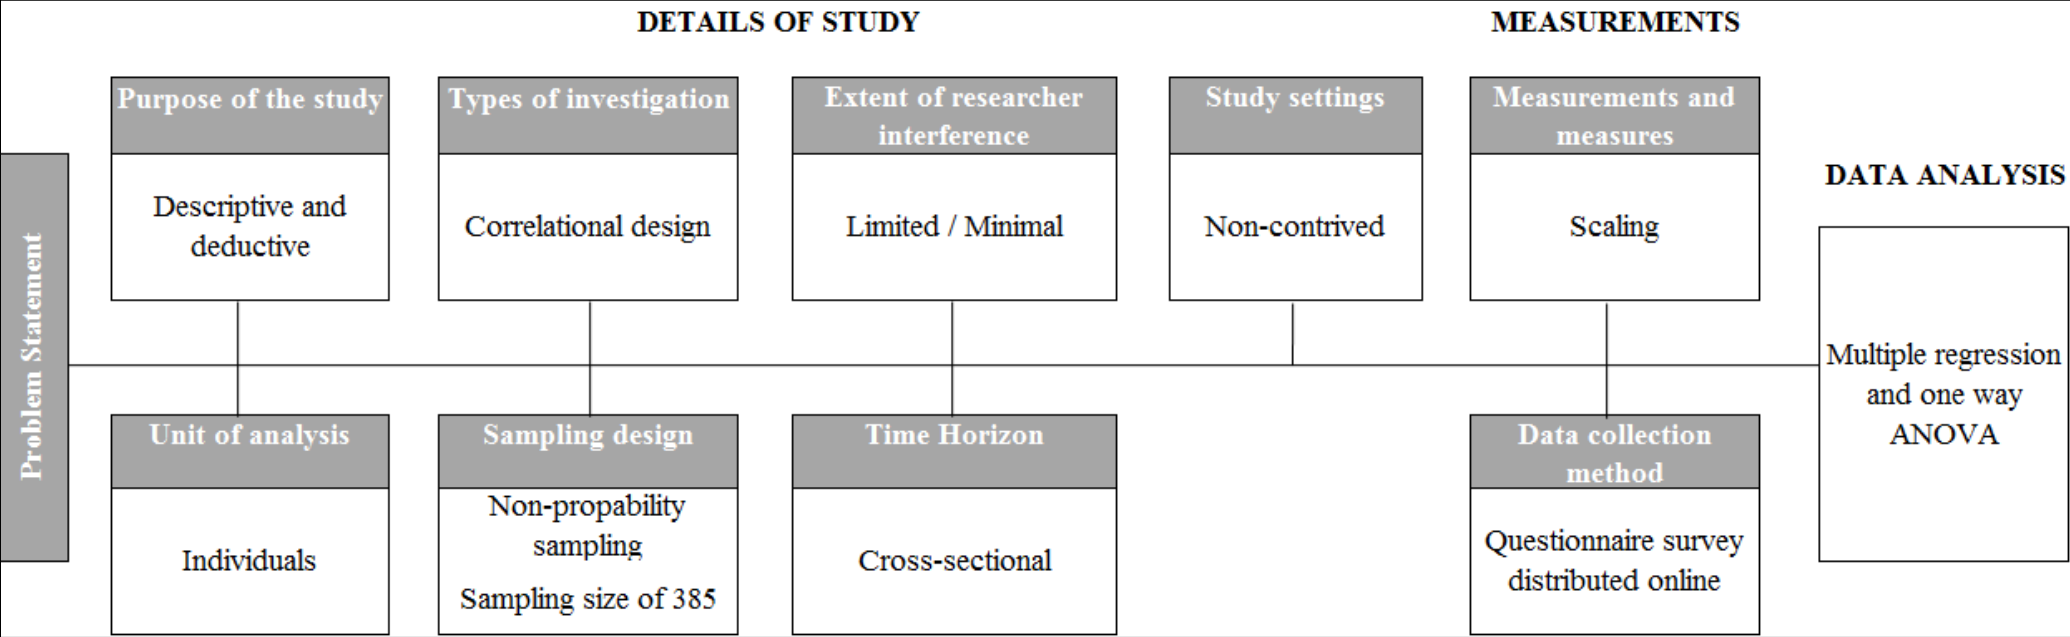 DETAILS OF STUDY
MEASUREMENTS
Purpose of the study
Descriptive and
deductive
Types of investigation
Correlational design
Extent of researcher
interference
Limited / Minimal
Study settings
Non-contrived
Measurements and
measures
Scaling
DATA ANALYSIS
Multiple regression
and one way
ANOVA
Problem Statement
Unit of analysis
Individuals
Sampling design
Non-propability
sampling
Sampling size of 385
Time Horizon
Cross-sectional
Data collection
method
Questionnaire survey
distributed online